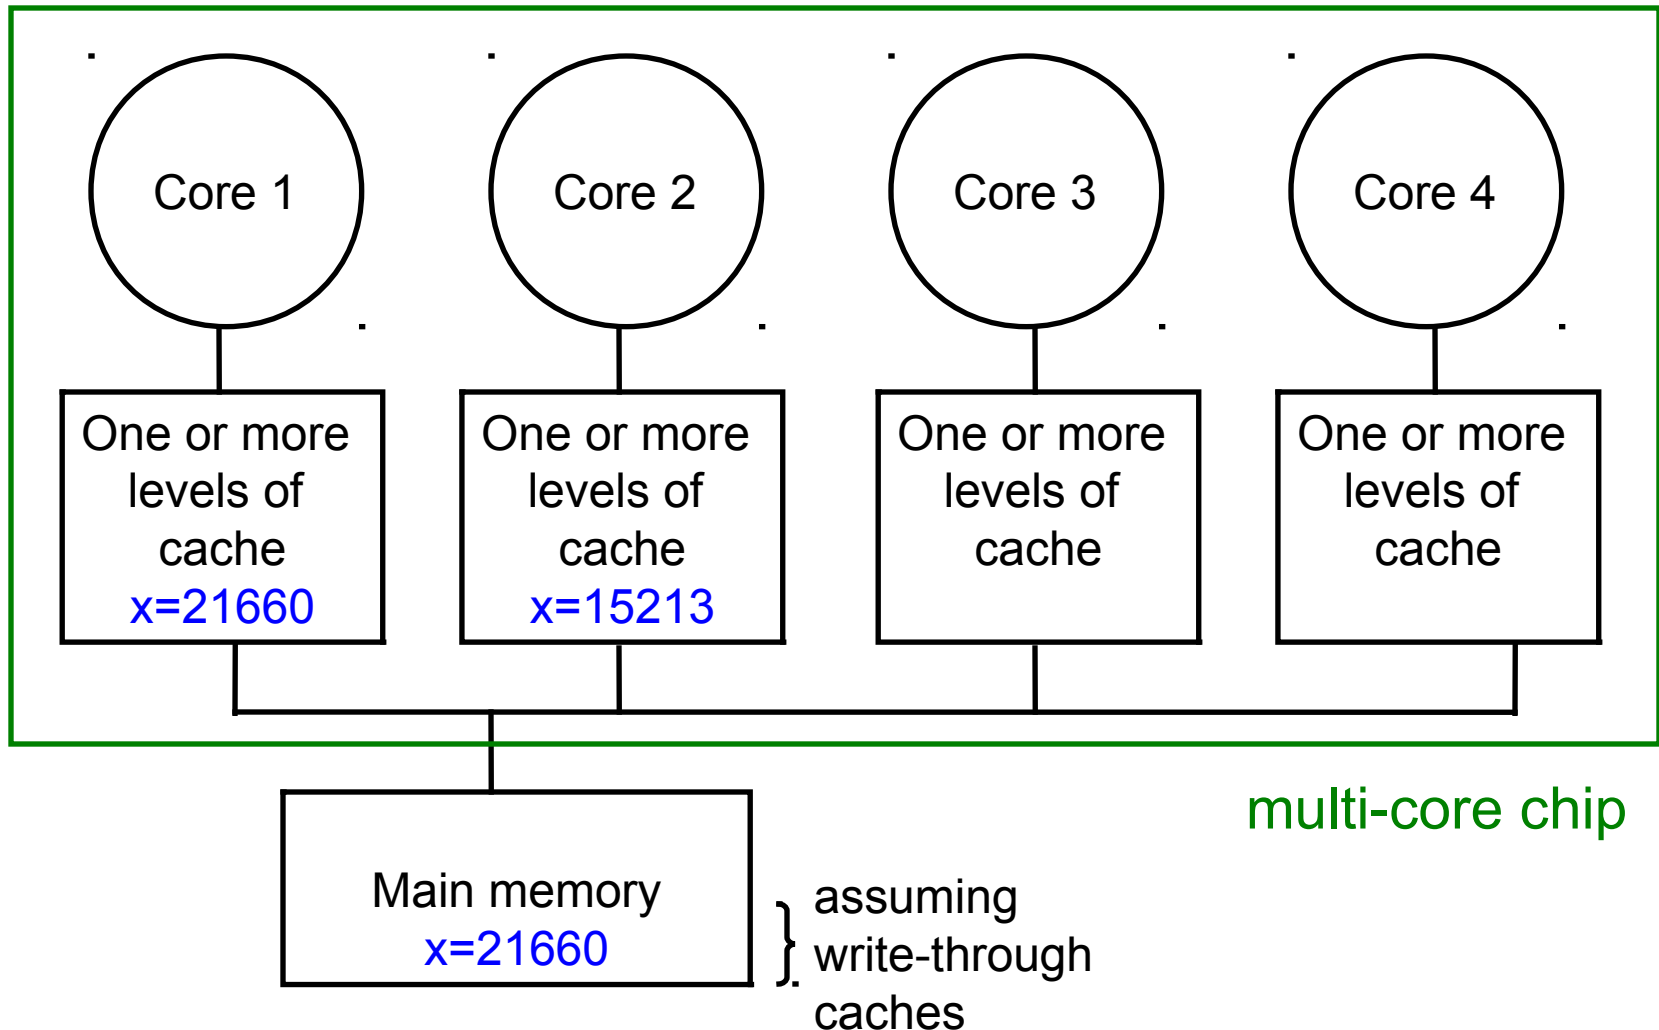 Core 1
Core 2
Core 3
Core 4
One or more
levels of
cache
x=21660
One or more
levels of
cache
x=15213
One or more
levels of
cache
One or more
levels of
cache
multi-core chip
Main memory
x=21660
assuming
write-through
caches